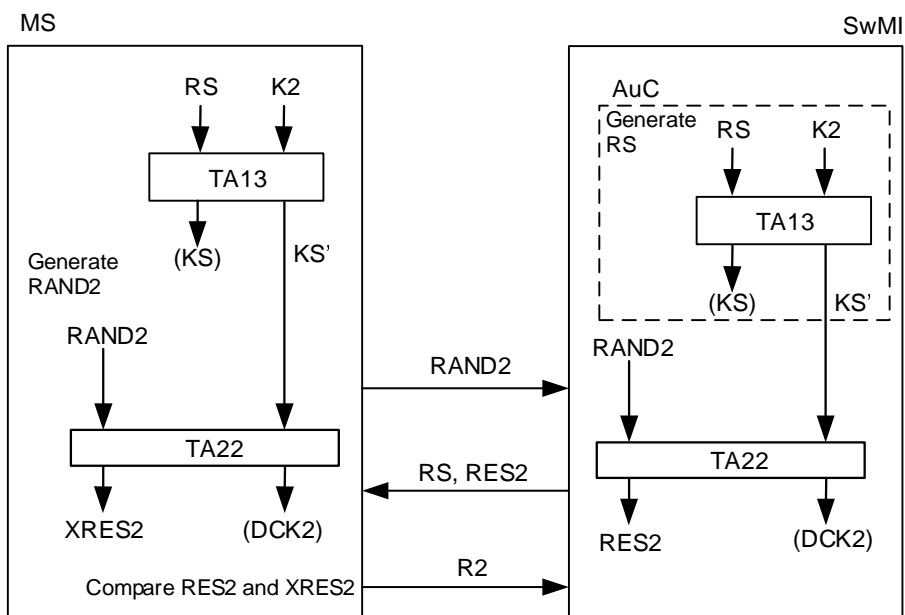 MS
SwMI
RS
K2
AuC
Generate
RS
RS
K2
TA13
TA13
(KS)
KS’
(KS)
KS’
Generate
RAND2
RAND2
RAND2
RAND2
TA22
TA22
RS, RES2
XRES2
(DCK2)
RES2
(DCK2)
Compare RES2 and XRES2
R2